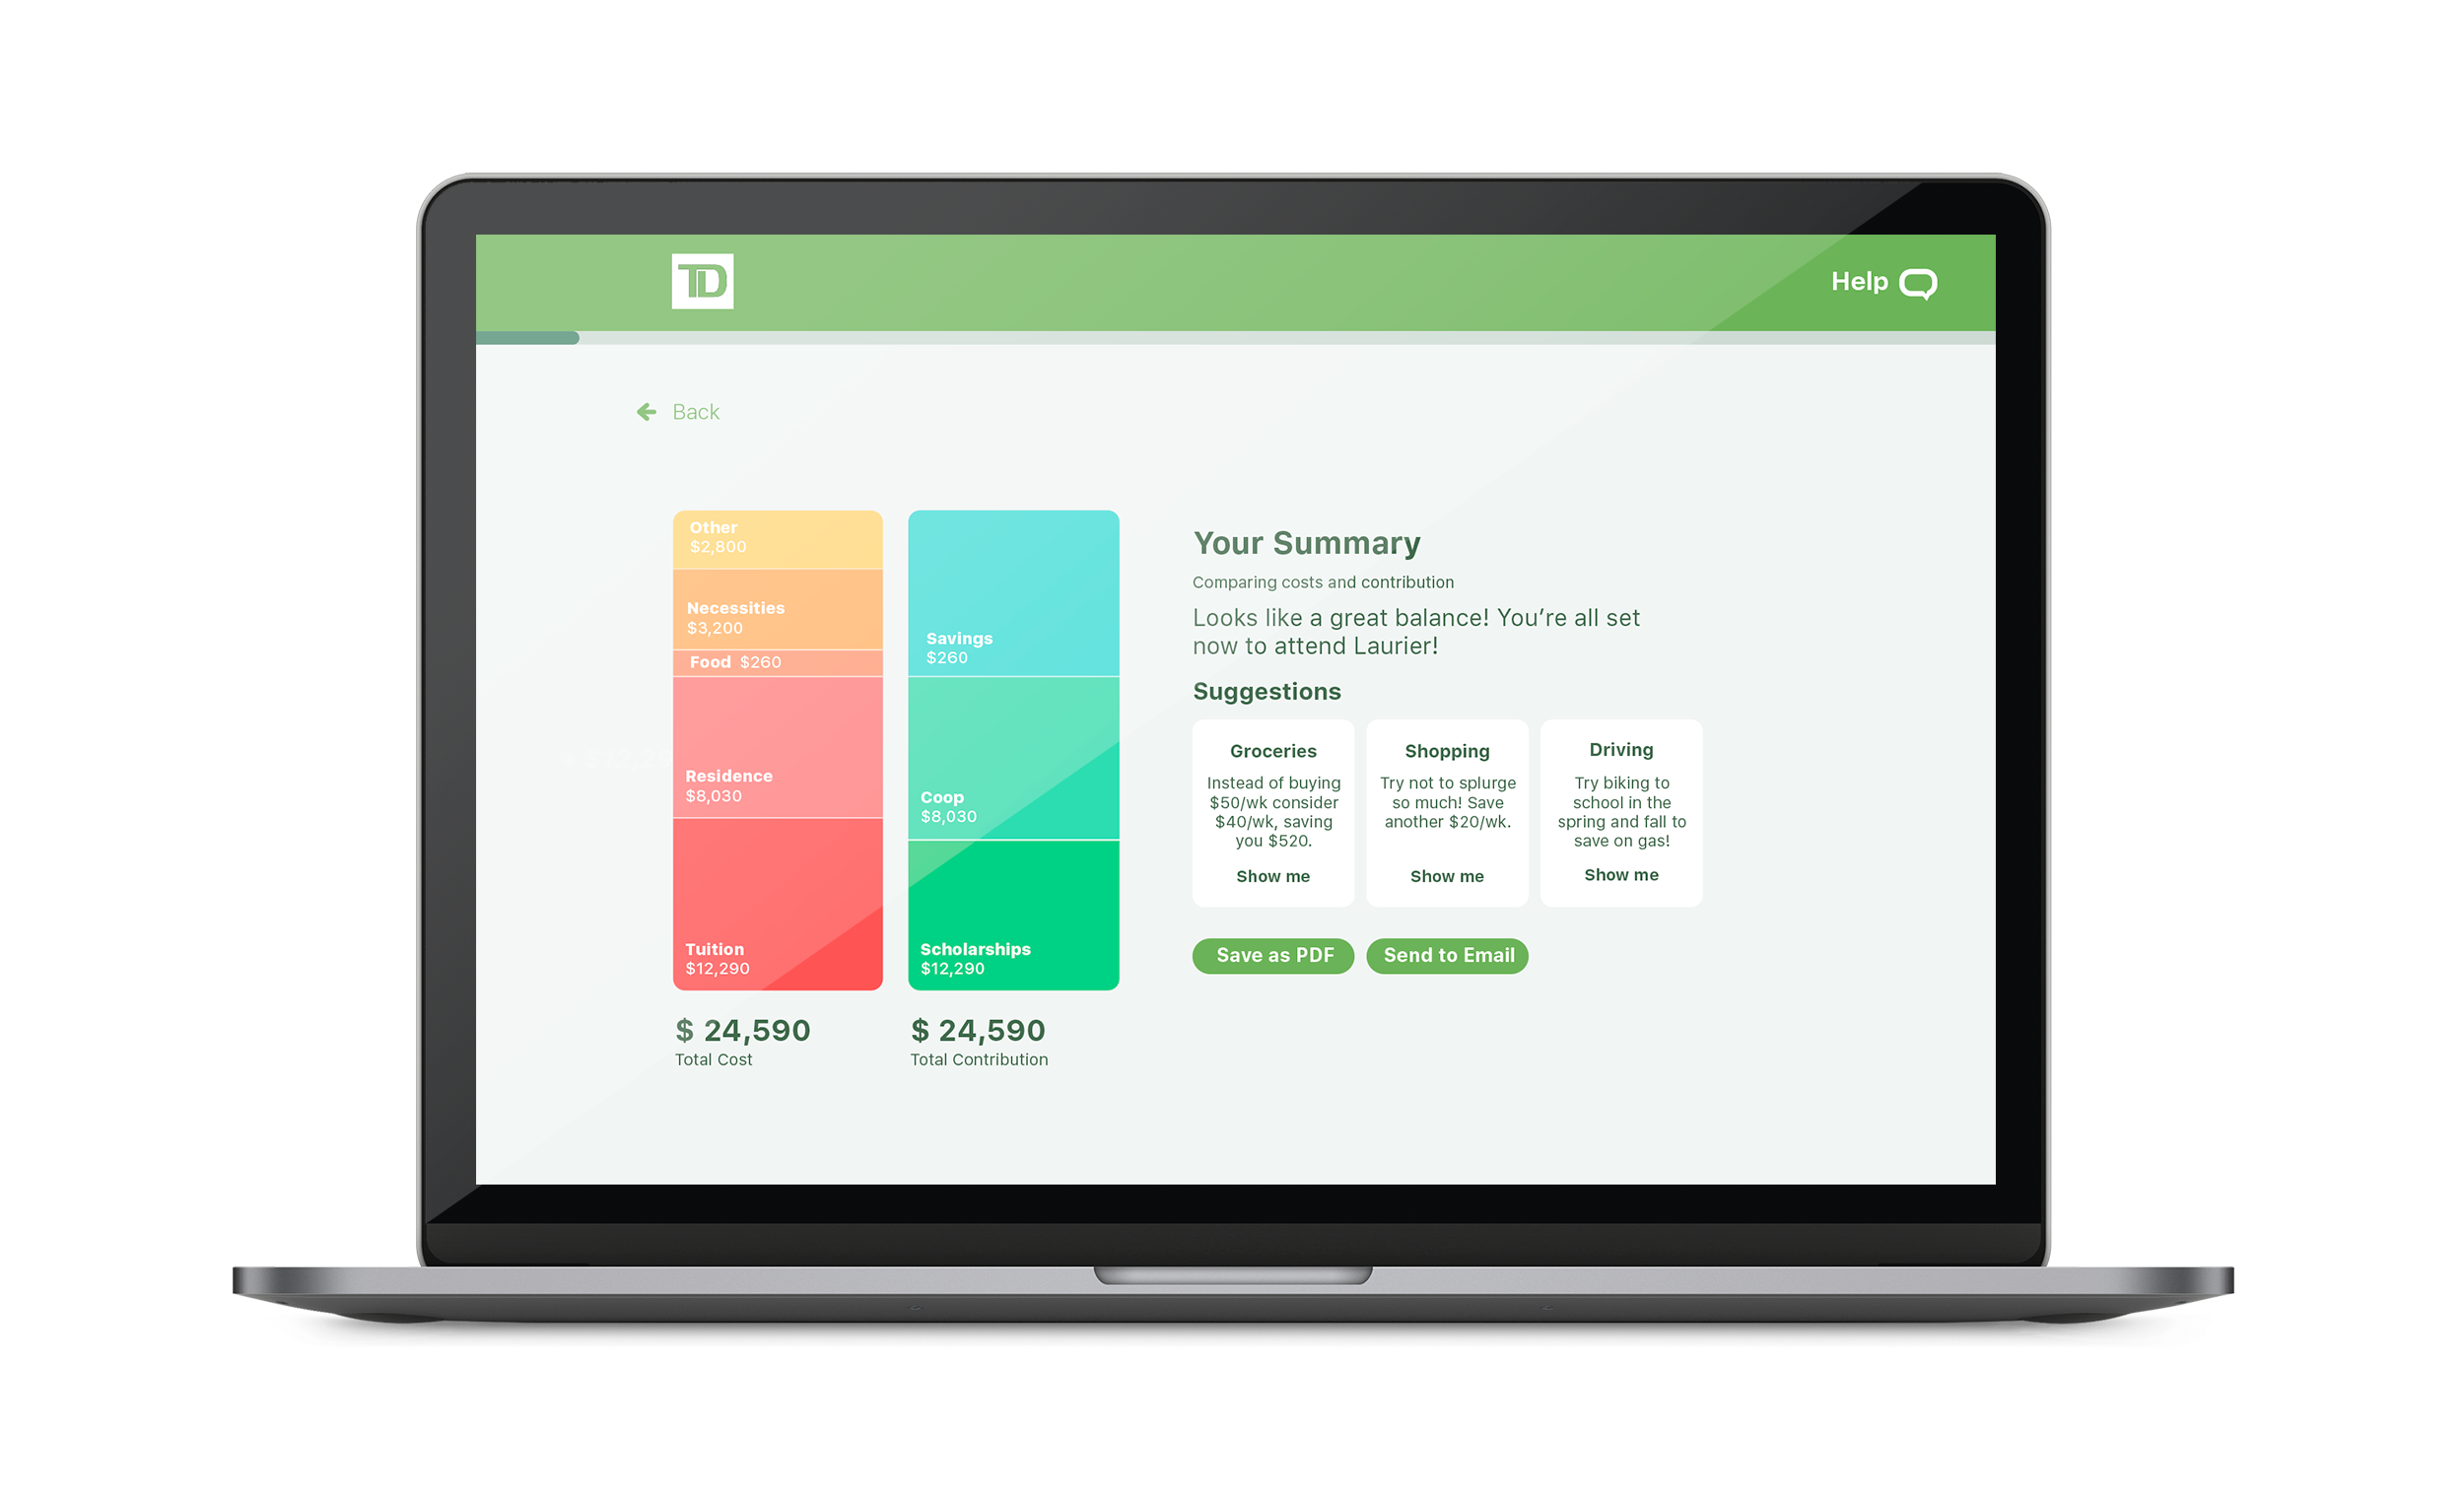 TD
Help
Back
Other
$2,800
Necessities
$3,200
Food $260
Residence
$8,030
Tuition
$12,290
$ 24,590
Total Cost
Savings
$260
Coop
$8,030
Scholarships
$12,290
$ 24,590
Total Contribution
Your Summary
Comparing costs and contribution
Looks like a great balance! You’re all set
now to attend Laurier!
Suggestions
Groceries
Instead of buying
$50/wk consider
$40/wk, saving
you $520.
Show me
Shopping
Try not to splurge
so much! Save
another $20/wk.
Show me
Driving
Try biking to
school in the
spring and fall to
save on gas!
Show me
Save as PDF
Send to Email